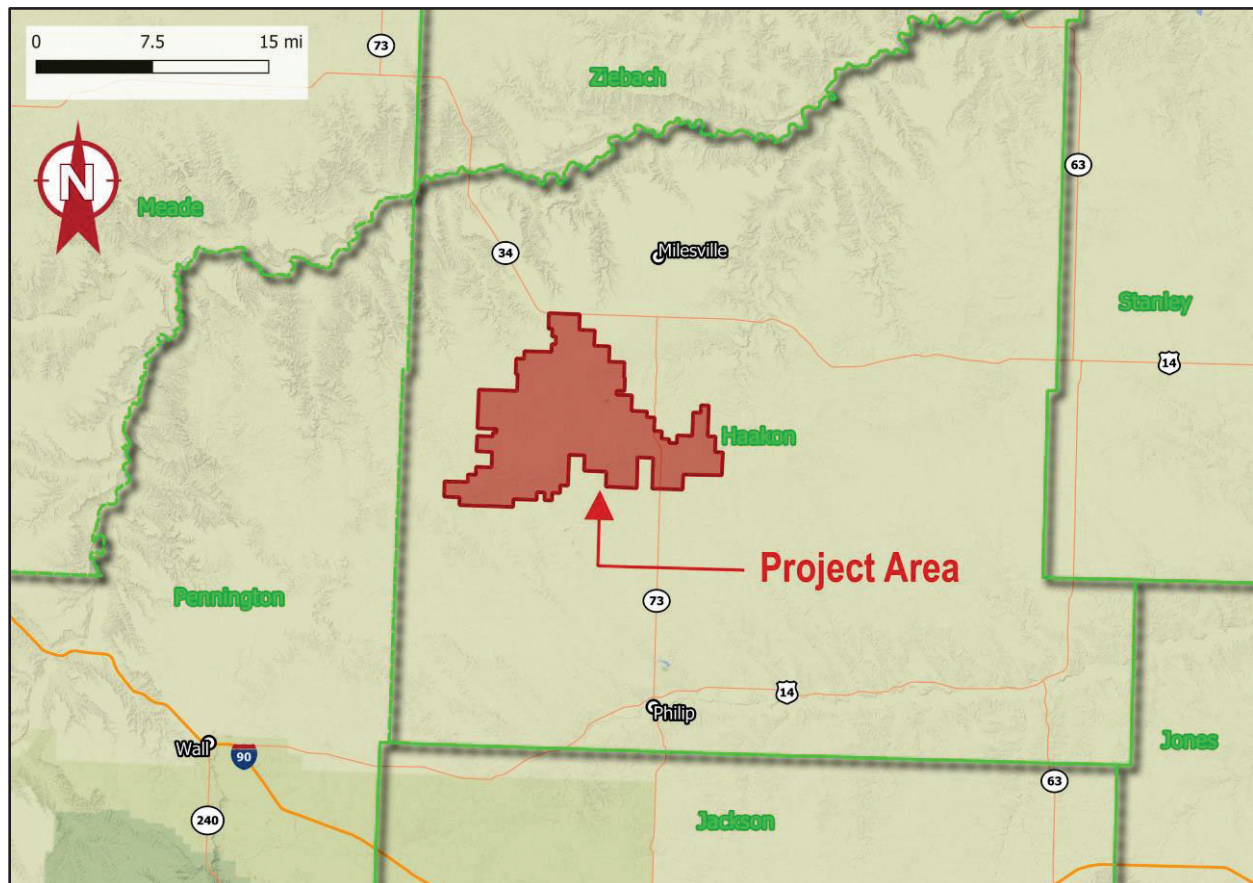 0 7.5 15 mi
73
Ziebach
63
N
Meade
34
Milesville
Stanley
14
Haakon
Project Area
Pennington
73
14
Philip
Wall
90
Jones
63
240
Jackson